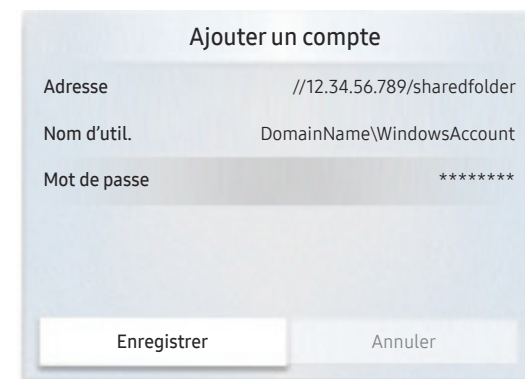 Ajouter un compte
Adresse //12.34.56.789/sharedfolder
Nom d’util. DomainName\WindowsAccount
Mot de passe ********
Enregistrer Annuler